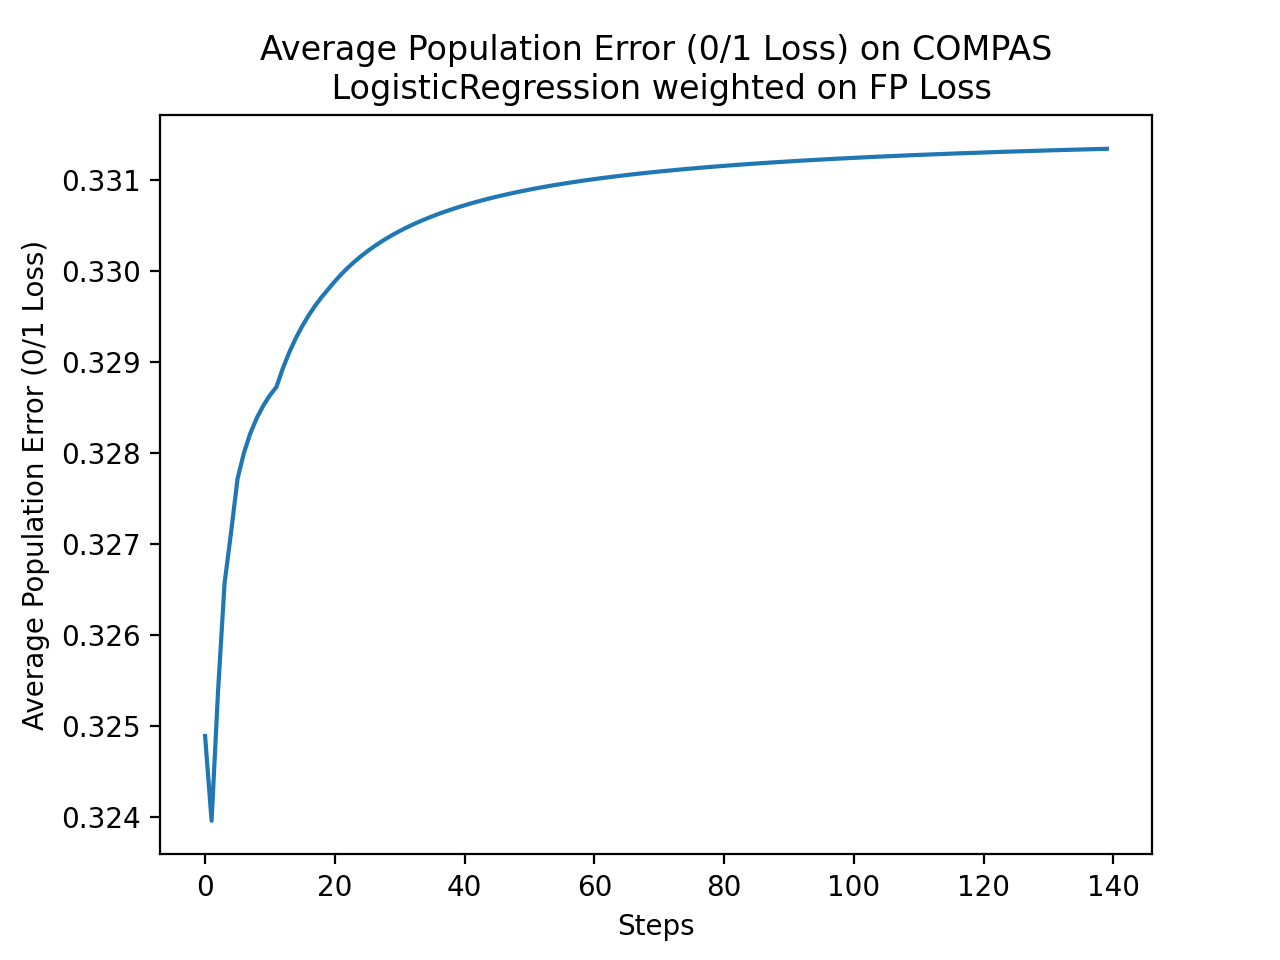 Average Population Error (0/1 Loss) on COMPAS
LogisticRegression weighted on FP Loss
Average Population Error (0/1 Loss)
0.331
0.330
0.329
0.328
0.327
0.326
0.325
0.324
0 20 40 60 80 100 120 140
Steps